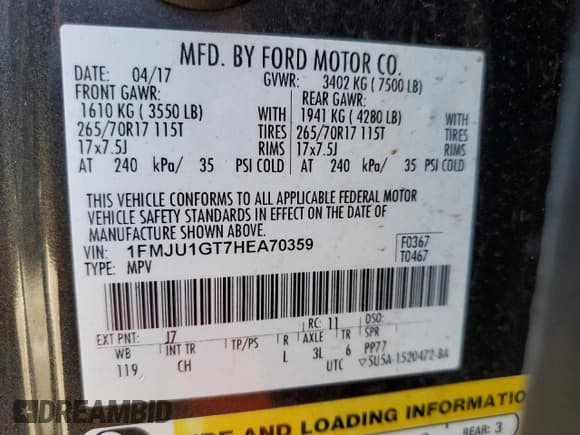 MFD. BY FORD MOTOR CO.
DATE: 04/17 GVWR: 3402 KG ( 7500 LB)
FRONT GAWR: REAR GAWR:
1610 KG ( 3550 LB) WITH 1941 KG ( 4280 LB) WITH
265/70R17 115T TIRES 265/70R17 115T TIRES
17x7.5J RIMS 17x7.5J RIMS
AT 240 kPa/ 35 PSI COLD AT 240 kPa/ 35 PSI COLD
THIS VEHICLE CONFORMS TO ALL APPLICABLE FEDERAL MOTOR
VEHICLE SAFETY STANDARDS IN EFFECT ON THE DATE OF
MANUFACTURE SHOWN ABOVE.
VIN: 1FMJU1GT7HEA70359 F0367
TYPE: MPV T0467
EXT PNT: J7 RC: 11 DSO:
WB INT TR TP/PS R AXLE TR SPR
119 CH L 3L 6 PP77
UTC ▽5U5A-1520472-BA
TIRE AND LOADING INFORMATION
REAR: 3
DREAMBID